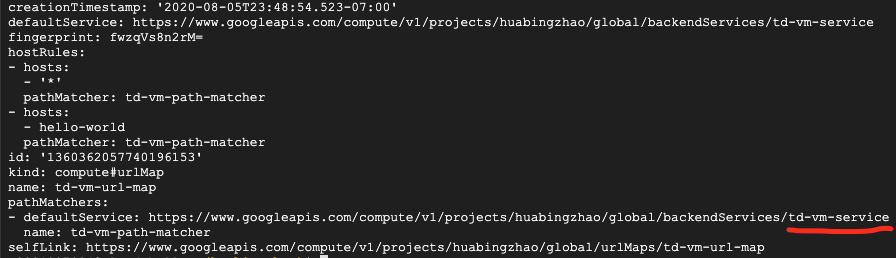 creationTimestamp: '2020-08-05T23:48:54.523-07:00'
defaultService: https://www.googleapis.com/compute/v1/projects/huabingzhao/global/backendServices/td-vm-service
fingerprint: fwzqVs8n2rM=
hostRules:
- hosts:
  - '*'
  pathMatcher: td-vm-path-matcher
- hosts:
  - hello-world
  pathMatcher: td-vm-path-matcher
id: '1360362057740196153'
kind: compute#urlMap
name: td-vm-url-map
pathMatchers:
- defaultService: https://www.googleapis.com/compute/v1/projects/huabingzhao/global/backendServices/td-vm-service
  name: td-vm-path-matcher
selfLink: https://www.googleapis.com/compute/v1/projects/huabingzhao/global/urlMaps/td-vm-url-map